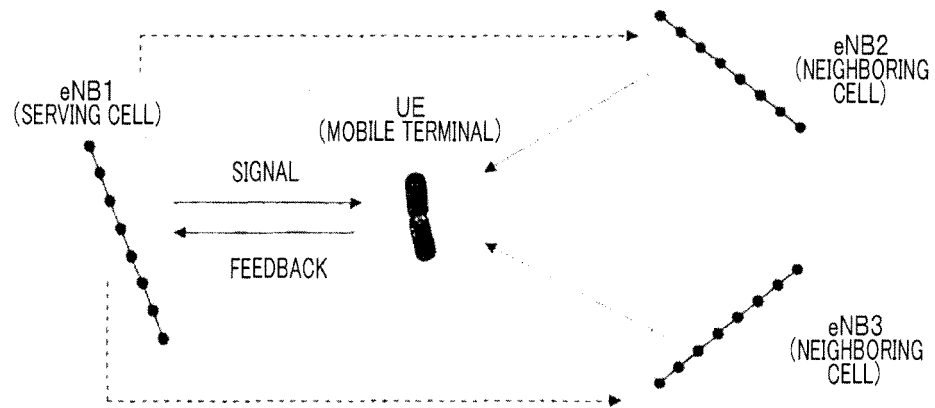 eNB1
(SERVING CELL)
UE
(MOBILE TERMINAL)
SIGNAL
FEEDBACK
eNB2
(NEIGHBORING
CELL)
eNB3
(NEIGHBORING
CELL)